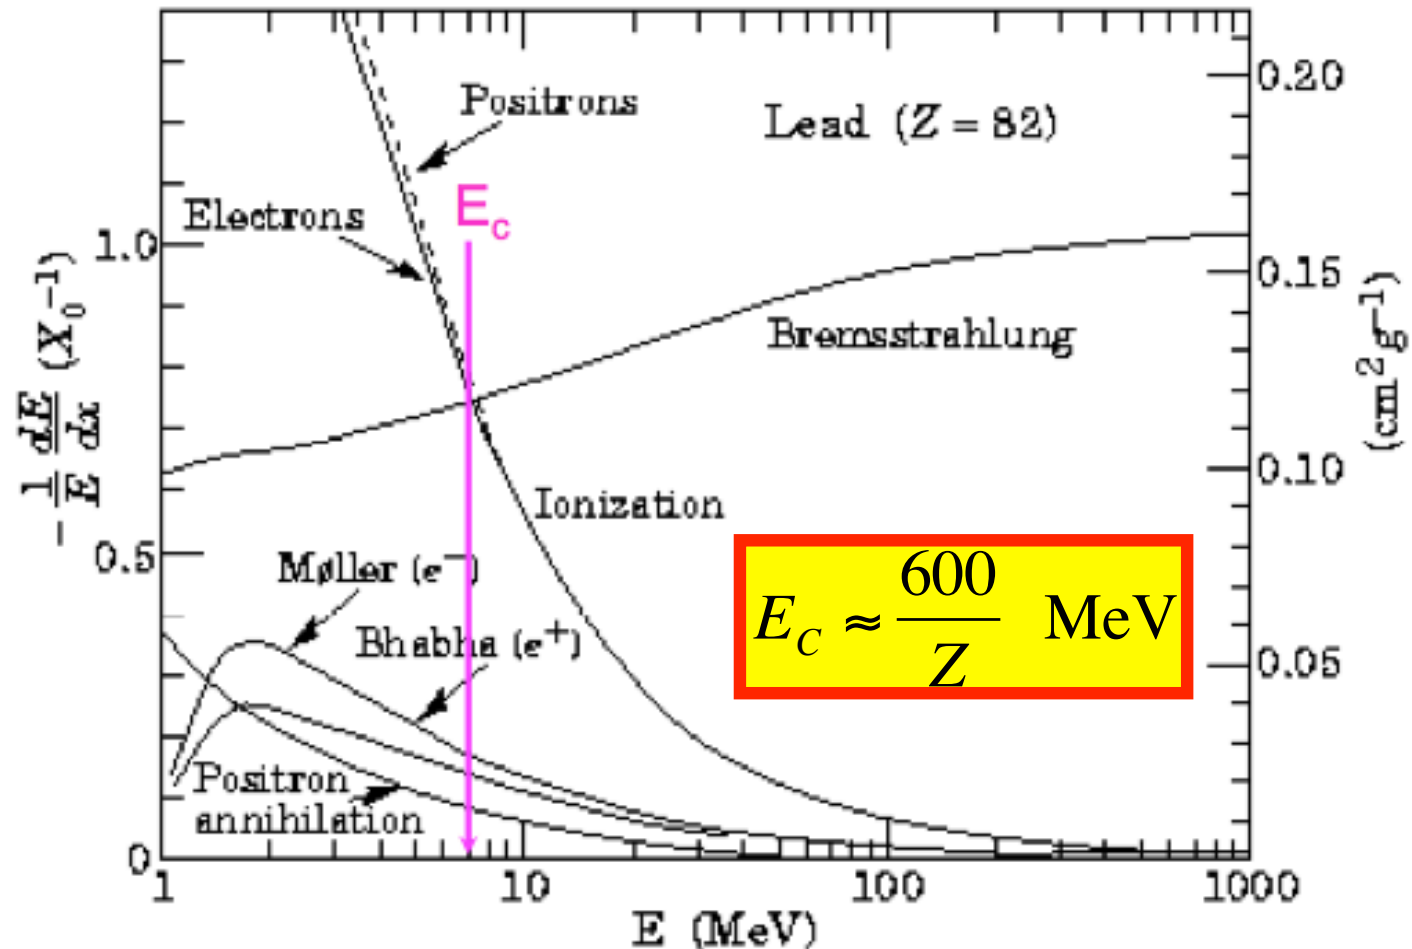 Positrons
Lead (Z = 82)
0.20
Electrons
E_c
1.0
0.15
Bremsstrahlung
− 1/E dE/dx (X₀⁻¹)
(cm² g⁻¹)
0.10
Ionization
0.5
Møller (e⁻)
E_C ≈ 600/Z MeV
Bhabha (e⁺)
0.05
Positron
annihilation
0
1
10
100
1000
E (MeV)